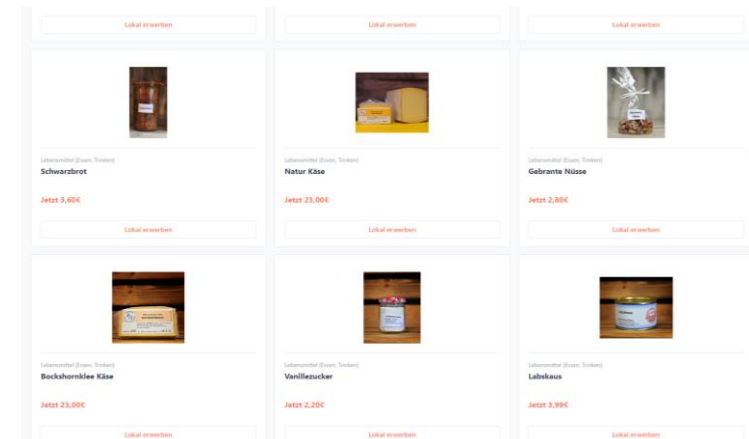 Lokal erwerben
Lokal erwerben
Lokal erwerben
Lebensmittel (Essen, Trinken)
Schwarzbrot
Jetzt 3,60€
Lokal erwerben
Lebensmittel (Essen, Trinken)
Natur Käse
Jetzt 23,00€
Lokal erwerben
Lebensmittel (Essen, Trinken)
Gebrante Nüsse
Jetzt 2,80€
Lokal erwerben
Lebensmittel (Essen, Trinken)
Bockshornklee Käse
Jetzt 23,00€
Lokal erwerben
Lebensmittel (Essen, Trinken)
Vanillezucker
Jetzt 2,20€
Lokal erwerben
Lebensmittel (Essen, Trinken)
Labskaus
Jetzt 3,99€
Lokal erwerben